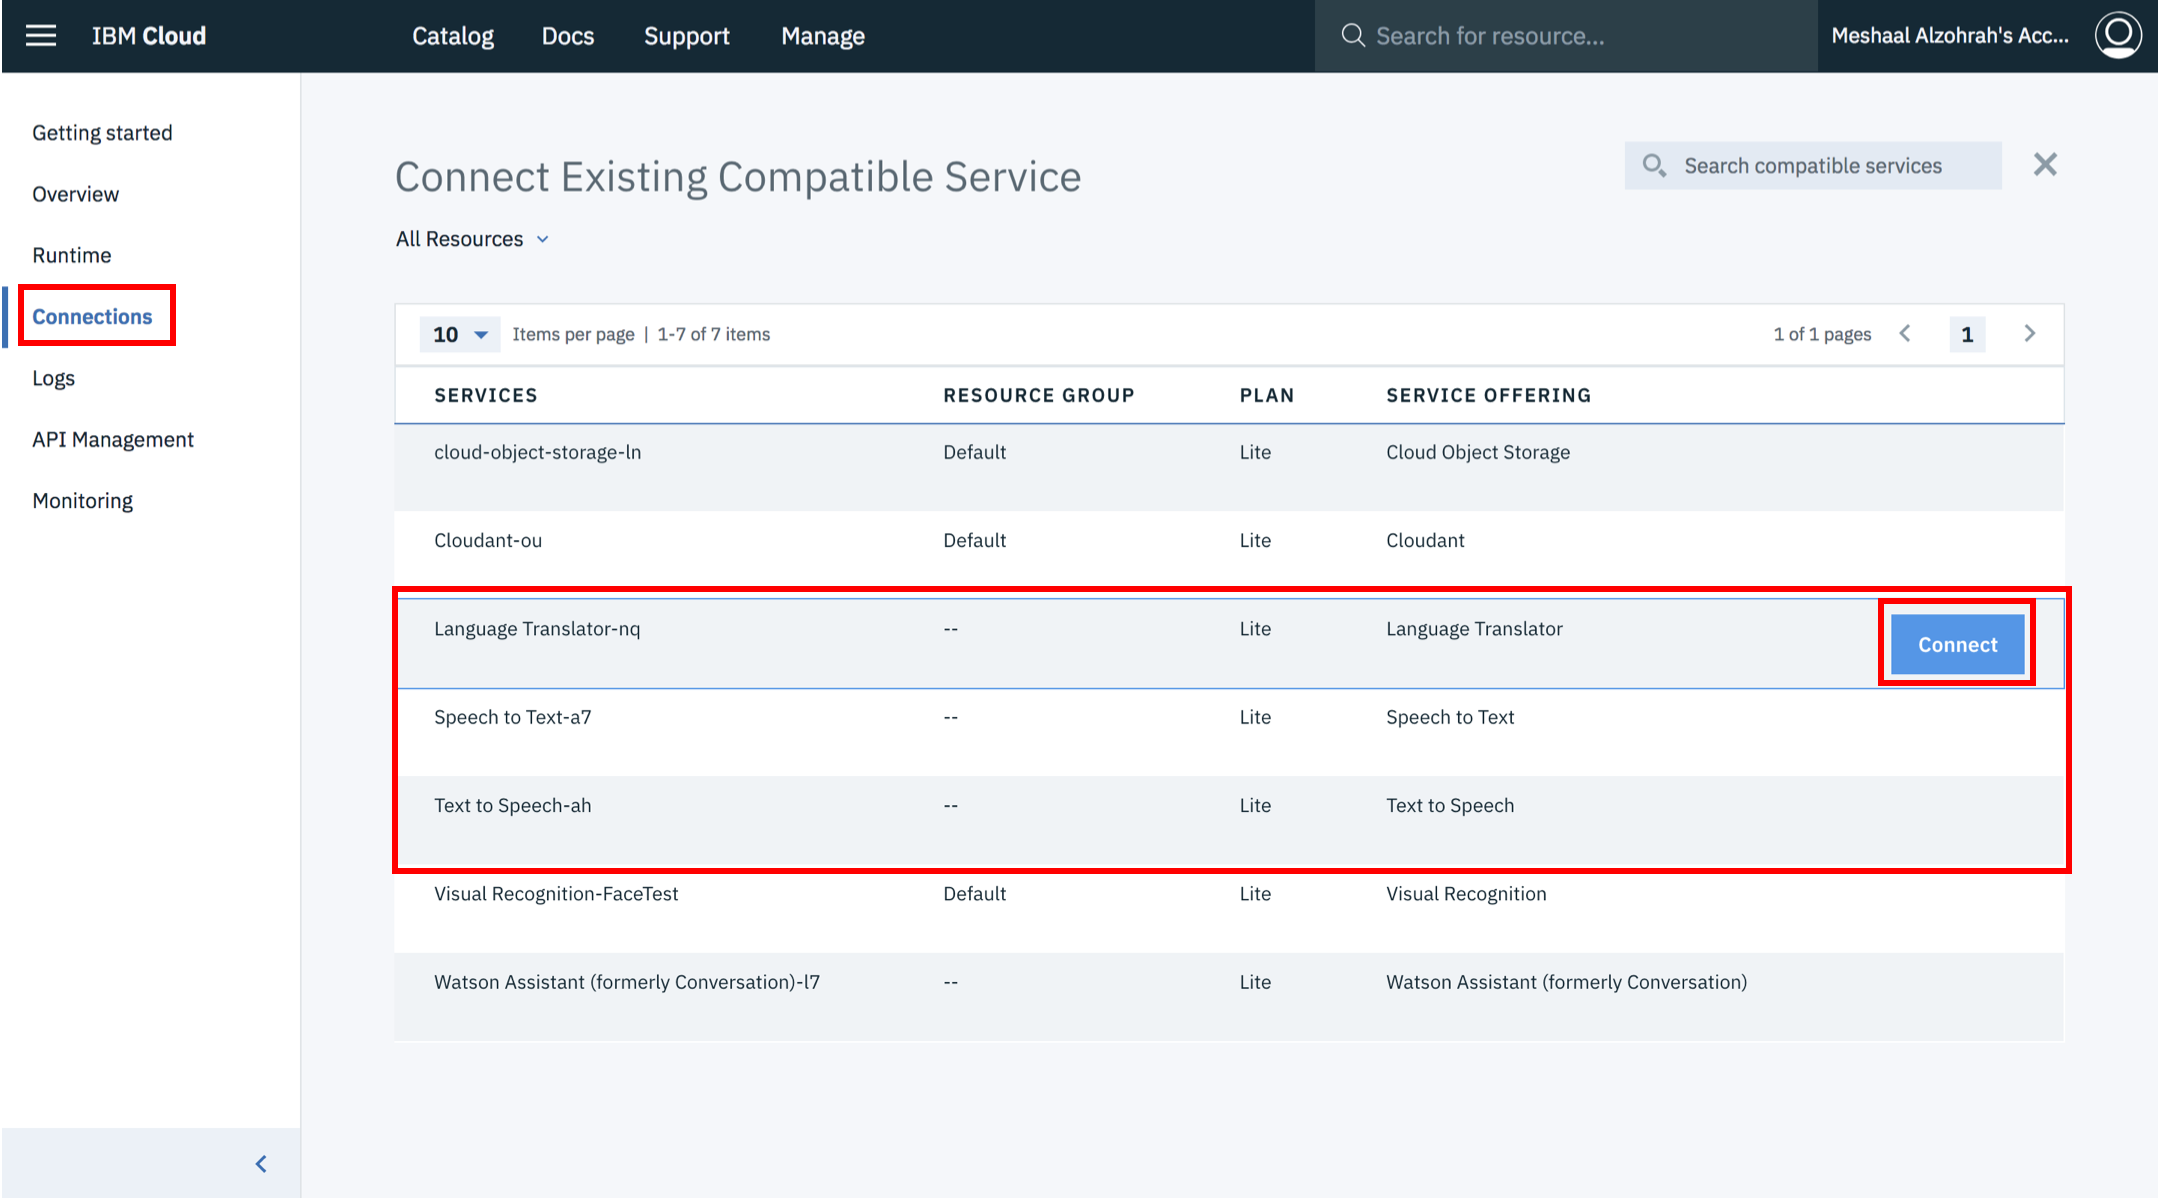 IBM Cloud Catalog Docs Support Manage Search for resource... Meshaal Alzohrah's Acc...
Getting started
Overview
Runtime
Connections
Logs
API Management
Monitoring
Connect Existing Compatible Service
Search compatible services
All Resources
10 Items per page | 1-7 of 7 items 1 of 1 pages 1
SERVICES RESOURCE GROUP PLAN SERVICE OFFERING
cloud-object-storage-ln Default Lite Cloud Object Storage
Cloudant-ou Default Lite Cloudant
Language Translator-nq -- Lite Language Translator Connect
Speech to Text-a7 -- Lite Speech to Text
Text to Speech-ah -- Lite Text to Speech
Visual Recognition-FaceTest Default Lite Visual Recognition
Watson Assistant (formerly Conversation)-l7 -- Lite Watson Assistant (formerly Conversation)